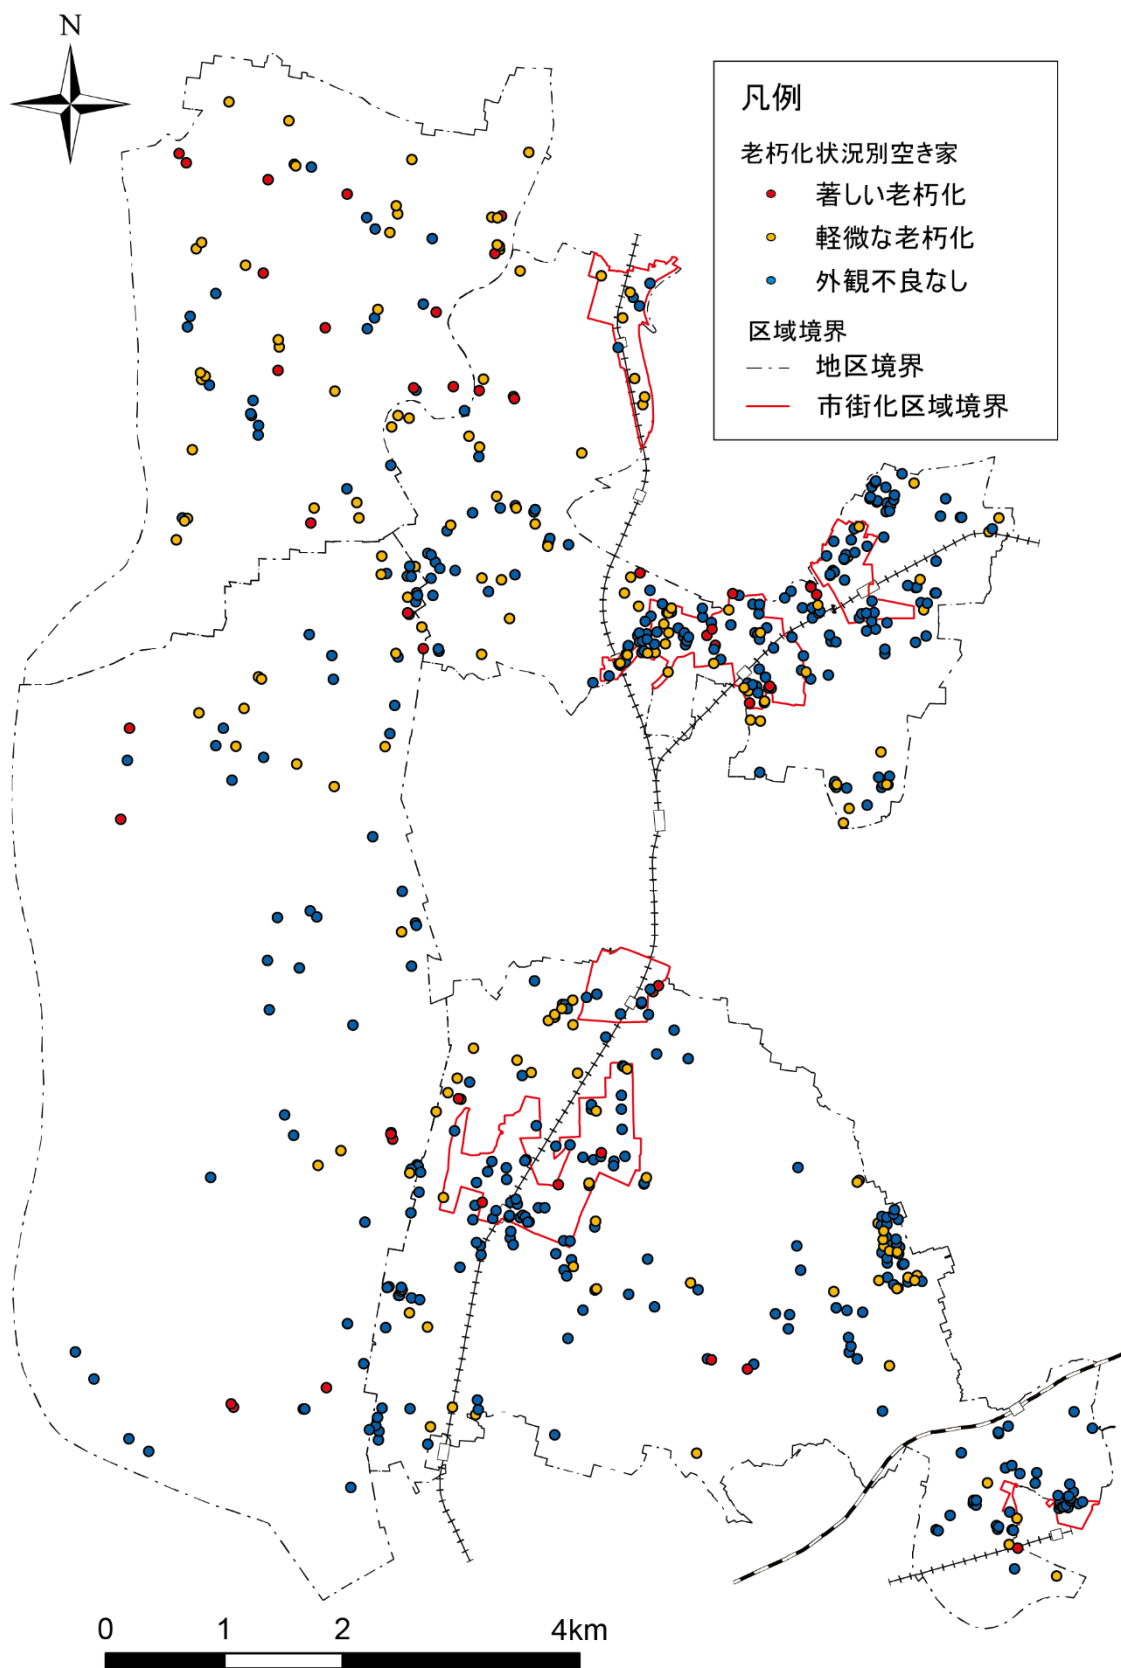 N
凡例
老朽化状況別空き家
著しい老朽化
軽微な老朽化
外観不良なし
区域境界
地区境界
市街化区域境界
0 1 2 4km